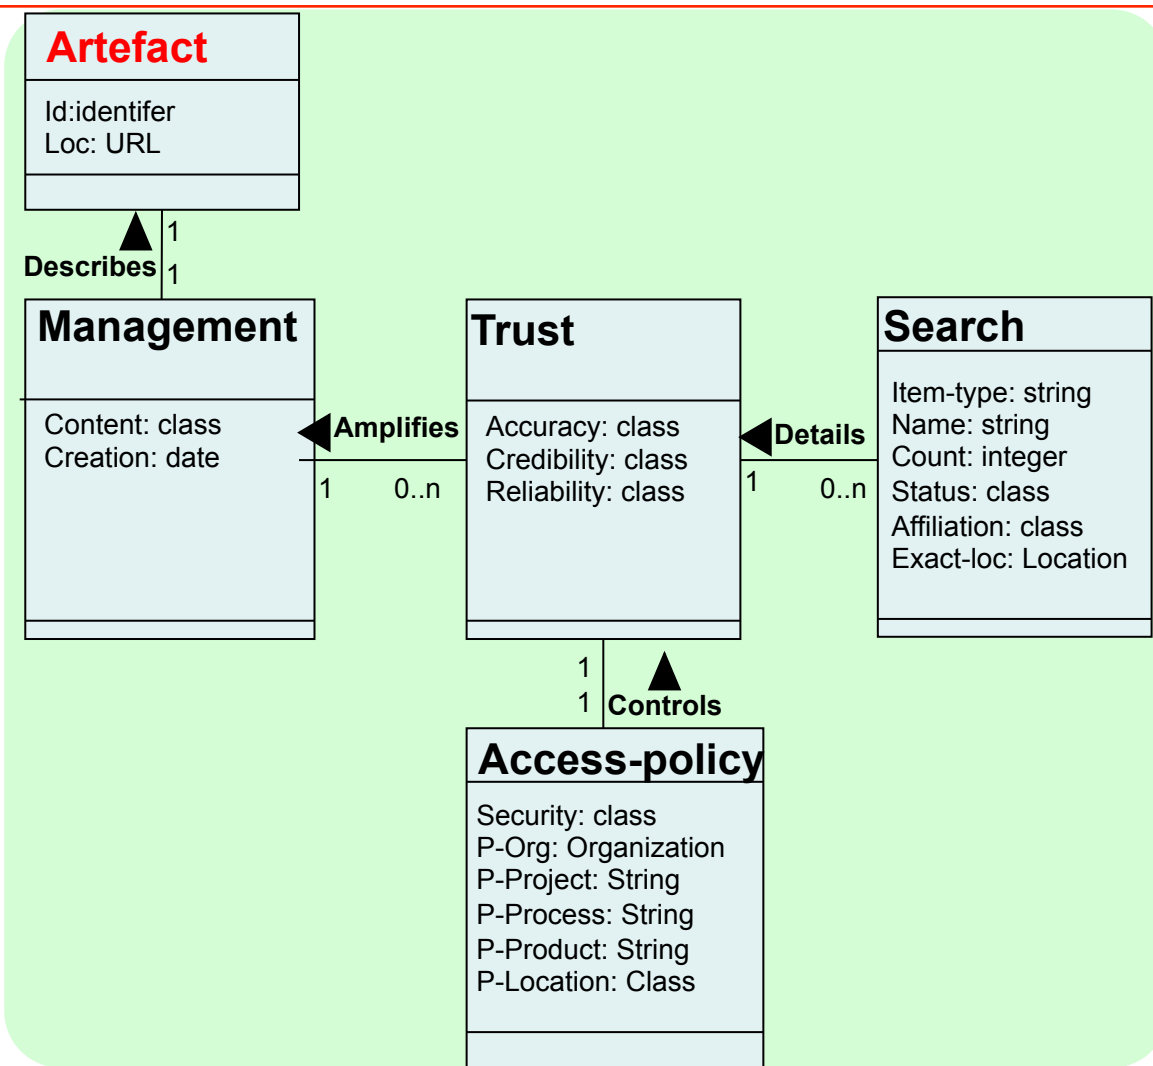 Artefact
Id:identifer
Loc: URL
1
Describes
1
Management
Content: class
Creation: date
Amplifies
1 0..n
Trust
Accuracy: class
Credibility: class
Reliability: class
Details
1 0..n
Search
Item-type: string
Name: string
Count: integer
Status: class
Affiliation: class
Exact-loc: Location
1
1 Controls
Access-policy
Security: class
P-Org: Organization
P-Project: String
P-Process: String
P-Product: String
P-Location: Class